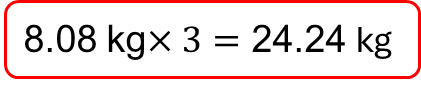 8.08 kg× 3 = 24.24 kg